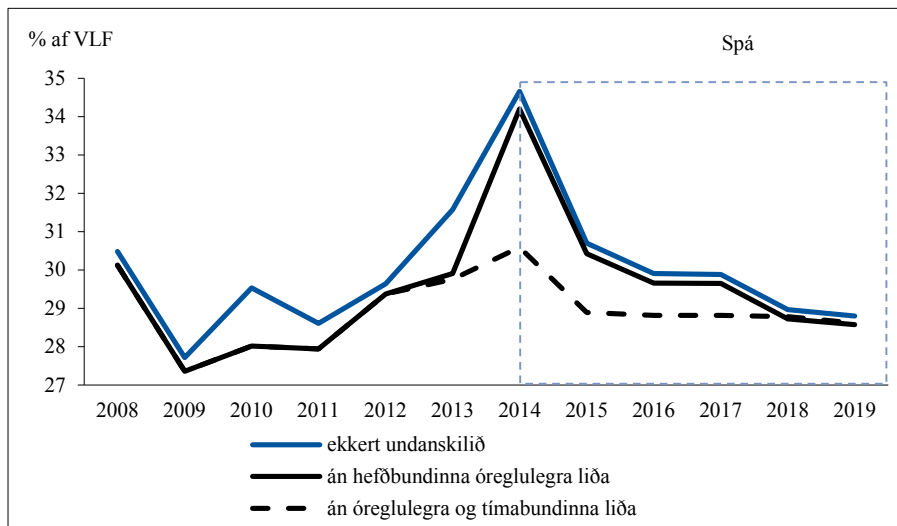 % af VLF
Spá
35
34
33
32
31
30
29
28
27
2008 2009 2010 2011 2012 2013 2014 2015 2016 2017 2018 2019
ekkert undanskilið
án hefðbundinna óreglulegra liða
án óreglulegra og tímabundinna liða